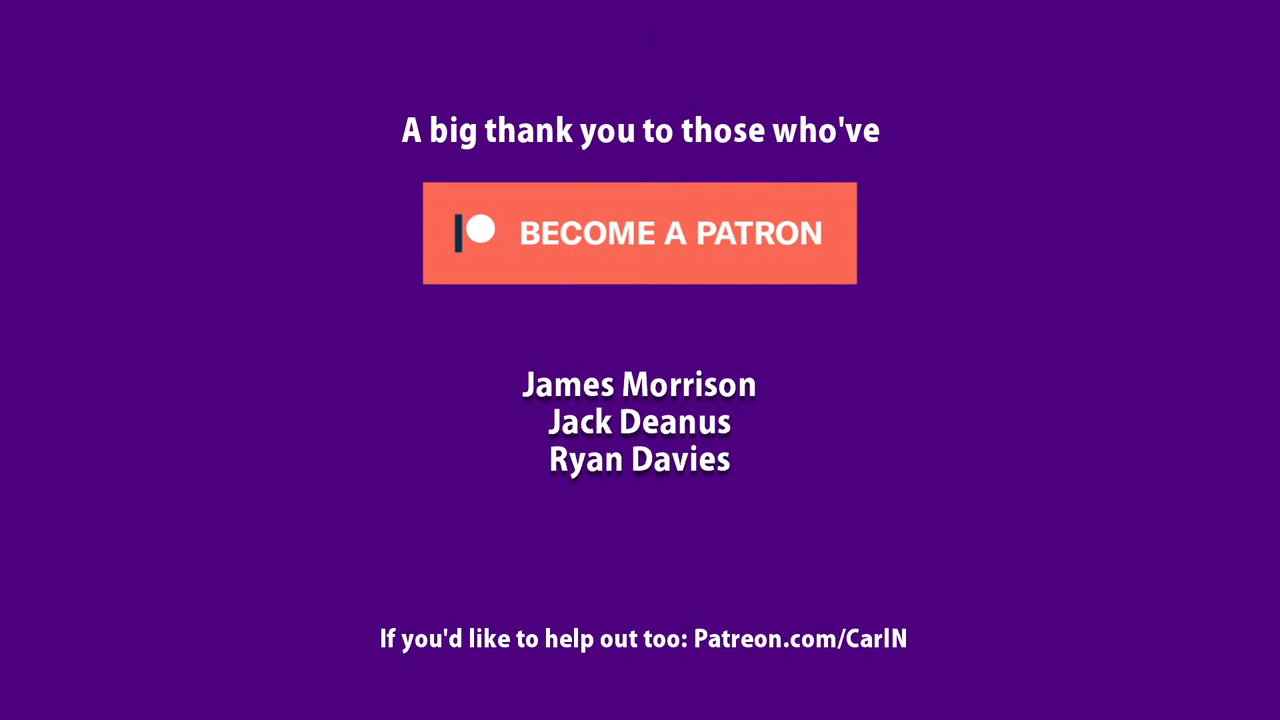 A big thank you to those who've
BECOME A PATRON
James Morrison
Jack Deanus
Ryan Davies
If you'd like to help out too: Patreon.com/CarlN